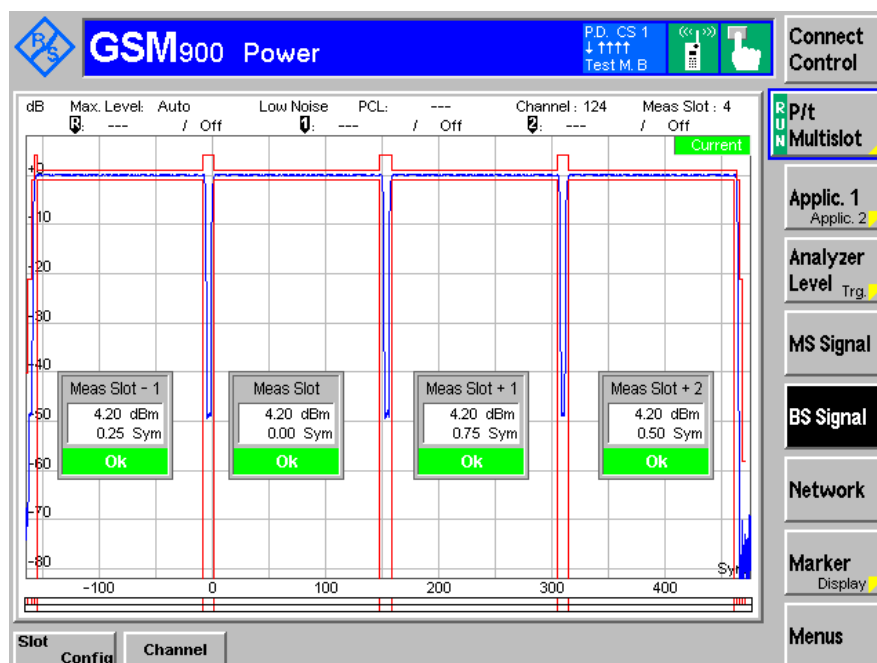 R/S
GSM900 Power
P.D. CS 1
↓ ↑↑↑↑
Test M. B
Connect
Control
dB Max. Level: Auto Low Noise PCL: --- Channel : 124 Meas Slot : 4
R: --- / Off 1: --- / Off 2: --- / Off
RUN
P/t
Multislot
Current
-10
-20
-30
-40
-50
-60
-70
-80
Applic. 1
Applic. 2
Analyzer
Level Trg.
MS Signal
Meas Slot - 1
4.20 dBm
0.25 Sym
Ok
Meas Slot
4.20 dBm
0.00 Sym
Ok
Meas Slot + 1
4.20 dBm
0.75 Sym
Ok
Meas Slot + 2
4.20 dBm
0.50 Sym
Ok
BS Signal
Network
-100 0 100 200 300 400
Marker
Display
Slot
Config
Channel
Menus